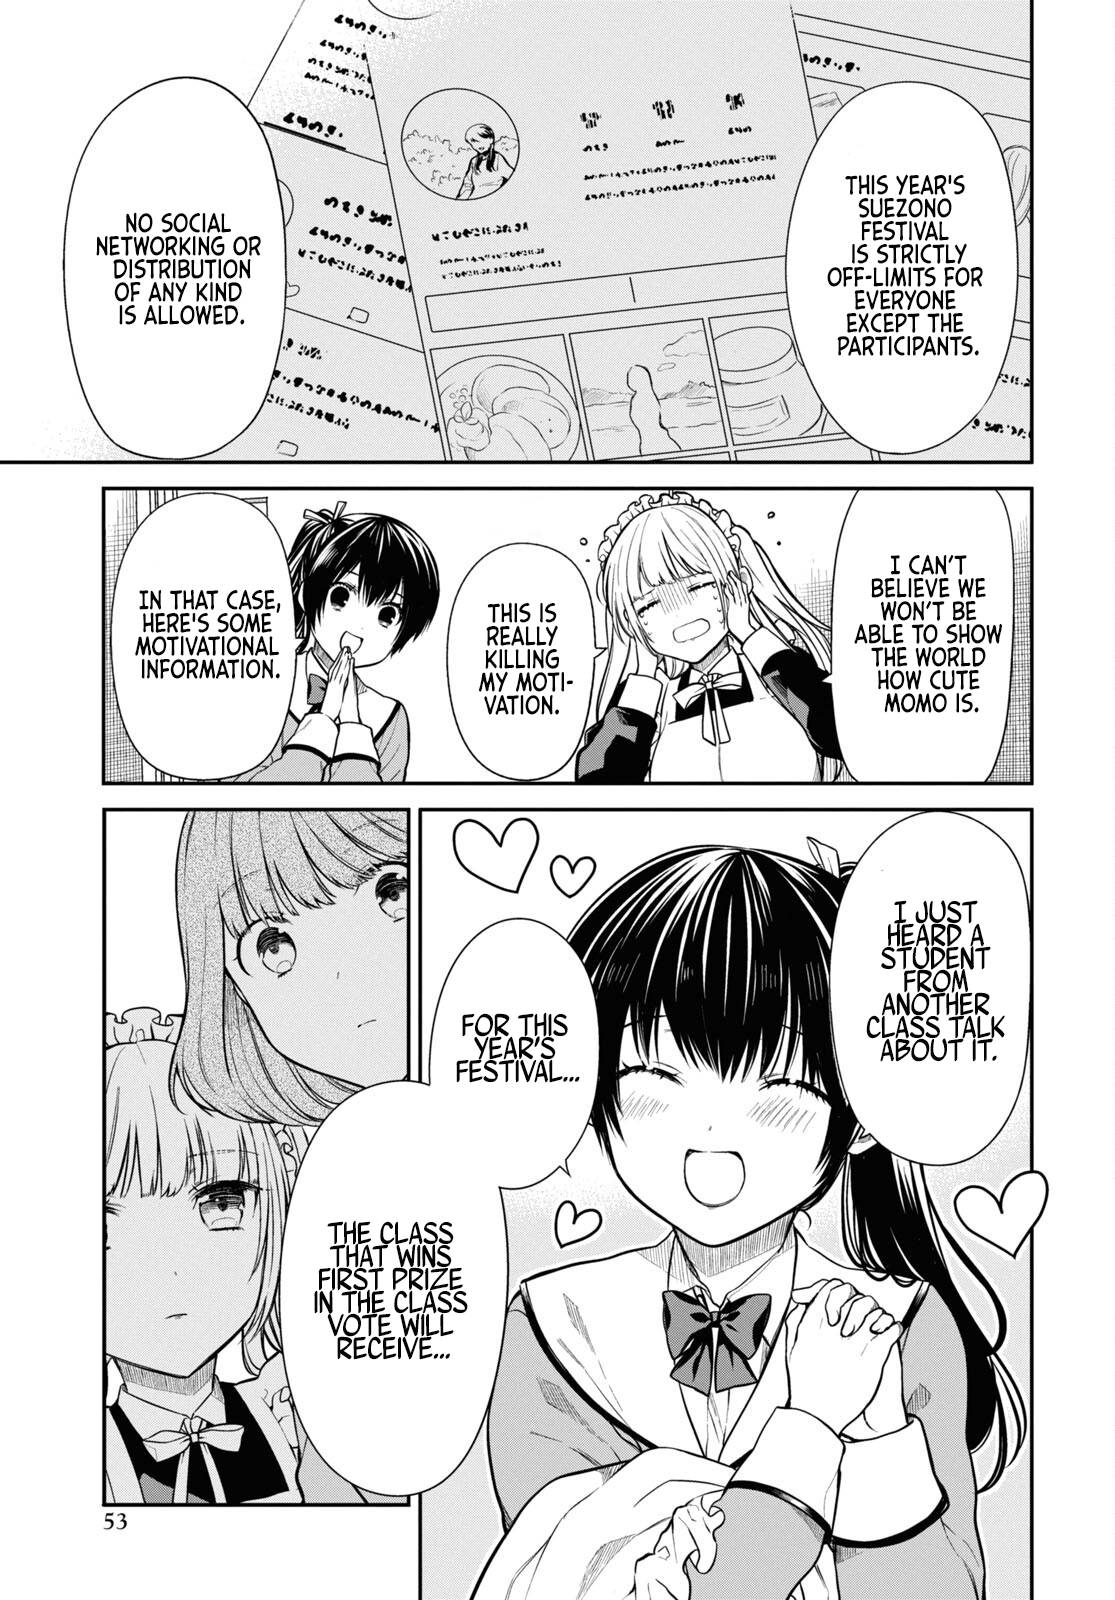 THIS YEAR'S
SUEZONO
FESTIVAL
IS STRICTLY
OFF-LIMITS FOR
EVERYONE
EXCEPT THE
PARTICIPANTS.
NO SOCIAL
NETWORKING OR
DISTRIBUTION
OF ANY KIND
IS ALLOWED.
I CAN'T
BELIEVE WE
WON'T BE
ABLE TO SHOW
THE WORLD
HOW CUTE
MOMO IS.
THIS IS
REALLY
KILLING
MY MOTI-
VATION.
IN THAT CASE,
HERE'S SOME
MOTIVATIONAL
INFORMATION.
I JUST
HEARD A
STUDENT
FROM
ANOTHER
CLASS TALK
ABOUT IT.
FOR THIS
YEAR'S
FESTIVAL...
THE CLASS
THAT WINS
FIRST PRIZE
IN THE CLASS
VOTE WILL
RECEIVE...
53